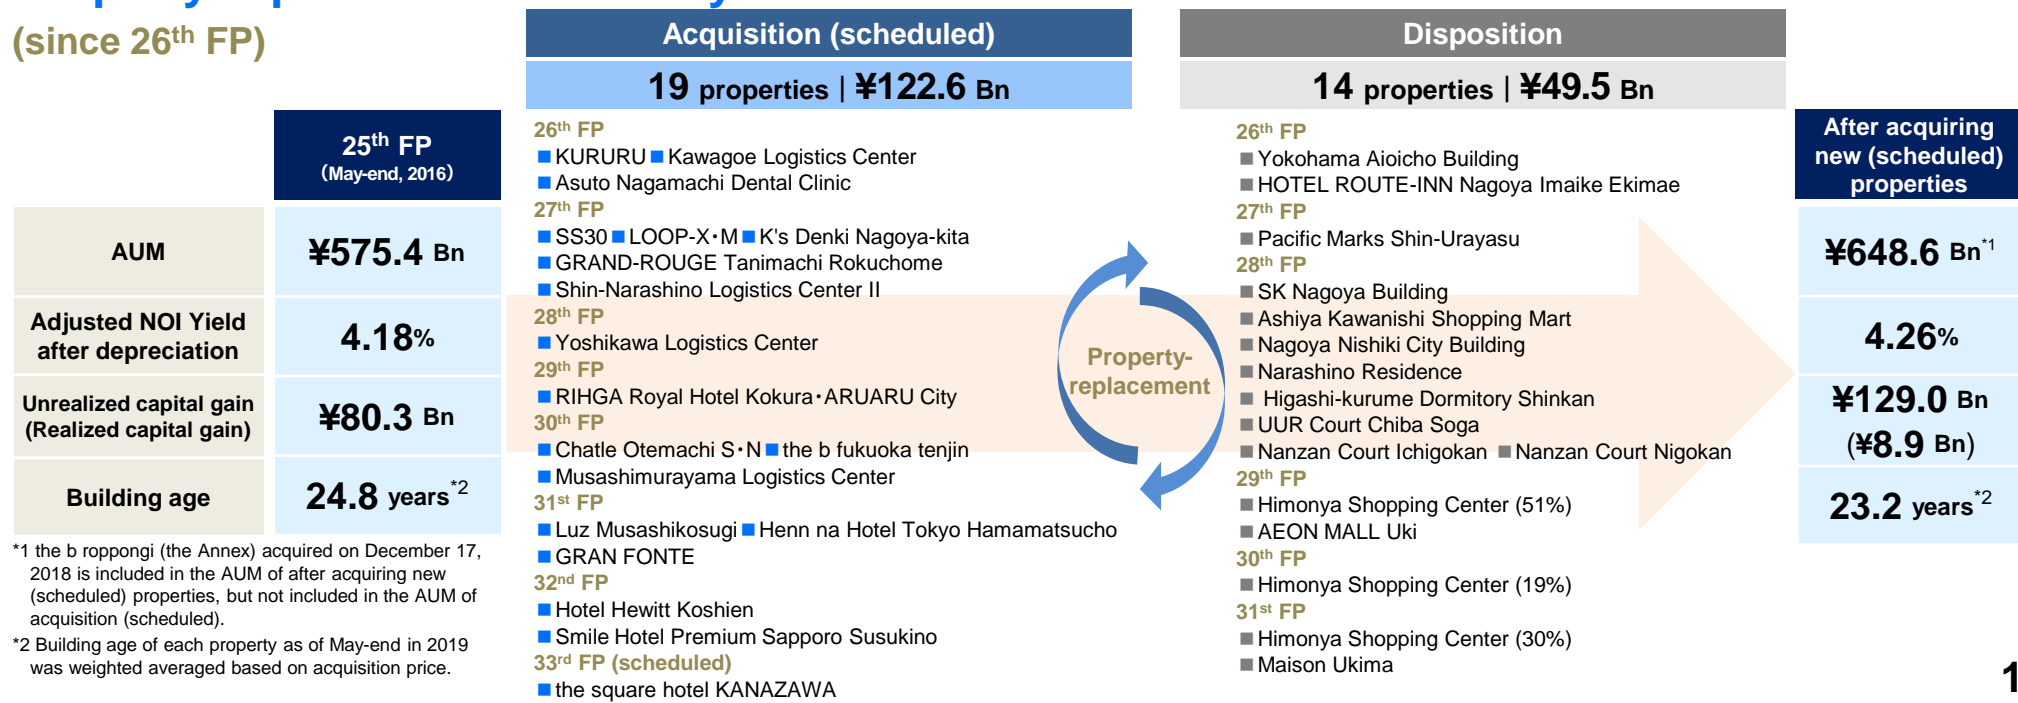 (since 26th FP)
Acquisition (scheduled)
19 properties | ¥122.6 Bn
Disposition
14 properties | ¥49.5 Bn
25th FP
(May-end, 2016)
AUM
¥575.4 Bn
Adjusted NOI Yield
after depreciation
4.18%
Unrealized capital gain
(Realized capital gain)
¥80.3 Bn
Building age
24.8 years*2
*1 the b roppongi (the Annex) acquired on December 17,
2018 is included in the AUM of after acquiring new
(scheduled) properties, but not included in the AUM of
acquisition (scheduled).
*2 Building age of each property as of May-end in 2019
was weighted averaged based on acquisition price.
26th FP
■ KURURU ■ Kawagoe Logistics Center
■ Asuto Nagamachi Dental Clinic
27th FP
■ SS30 ■ LOOP-X・M ■ K's Denki Nagoya-kita
■ GRAND-ROUGE Tanimachi Rokuchome
■ Shin-Narashino Logistics Center II
28th FP
■ Yoshikawa Logistics Center
29th FP
■ RIHGA Royal Hotel Kokura・ARUARU City
30th FP
■ Chatle Otemachi S・N ■ the b fukuoka tenjin
■ Musashimurayama Logistics Center
31st FP
■ Luz Musashikosugi ■ Henn na Hotel Tokyo Hamamatsucho
■ GRAN FONTE
32nd FP
■ Hotel Hewitt Koshien
■ Smile Hotel Premium Sapporo Susukino
33rd FP (scheduled)
■ the square hotel KANAZAWA
Property-
replacement
26th FP
■ Yokohama Aioicho Building
■ HOTEL ROUTE-INN Nagoya Imaike Ekimae
27th FP
■ Pacific Marks Shin-Urayasu
28th FP
■ SK Nagoya Building
■ Ashiya Kawanishi Shopping Mart
■ Nagoya Nishiki City Building
■ Narashino Residence
■ Higashi-kurume Dormitory Shinkan
■ UUR Court Chiba Soga
■ Nanzan Court Ichigokan ■ Nanzan Court Nigokan
29th FP
■ Himonya Shopping Center (51%)
■ AEON MALL Uki
30th FP
■ Himonya Shopping Center (19%)
31st FP
■ Himonya Shopping Center (30%)
■ Maison Ukima
After acquiring
new (scheduled)
properties
¥648.6 Bn*1
4.26%
¥129.0 Bn
(¥8.9 Bn)
23.2 years*2
1